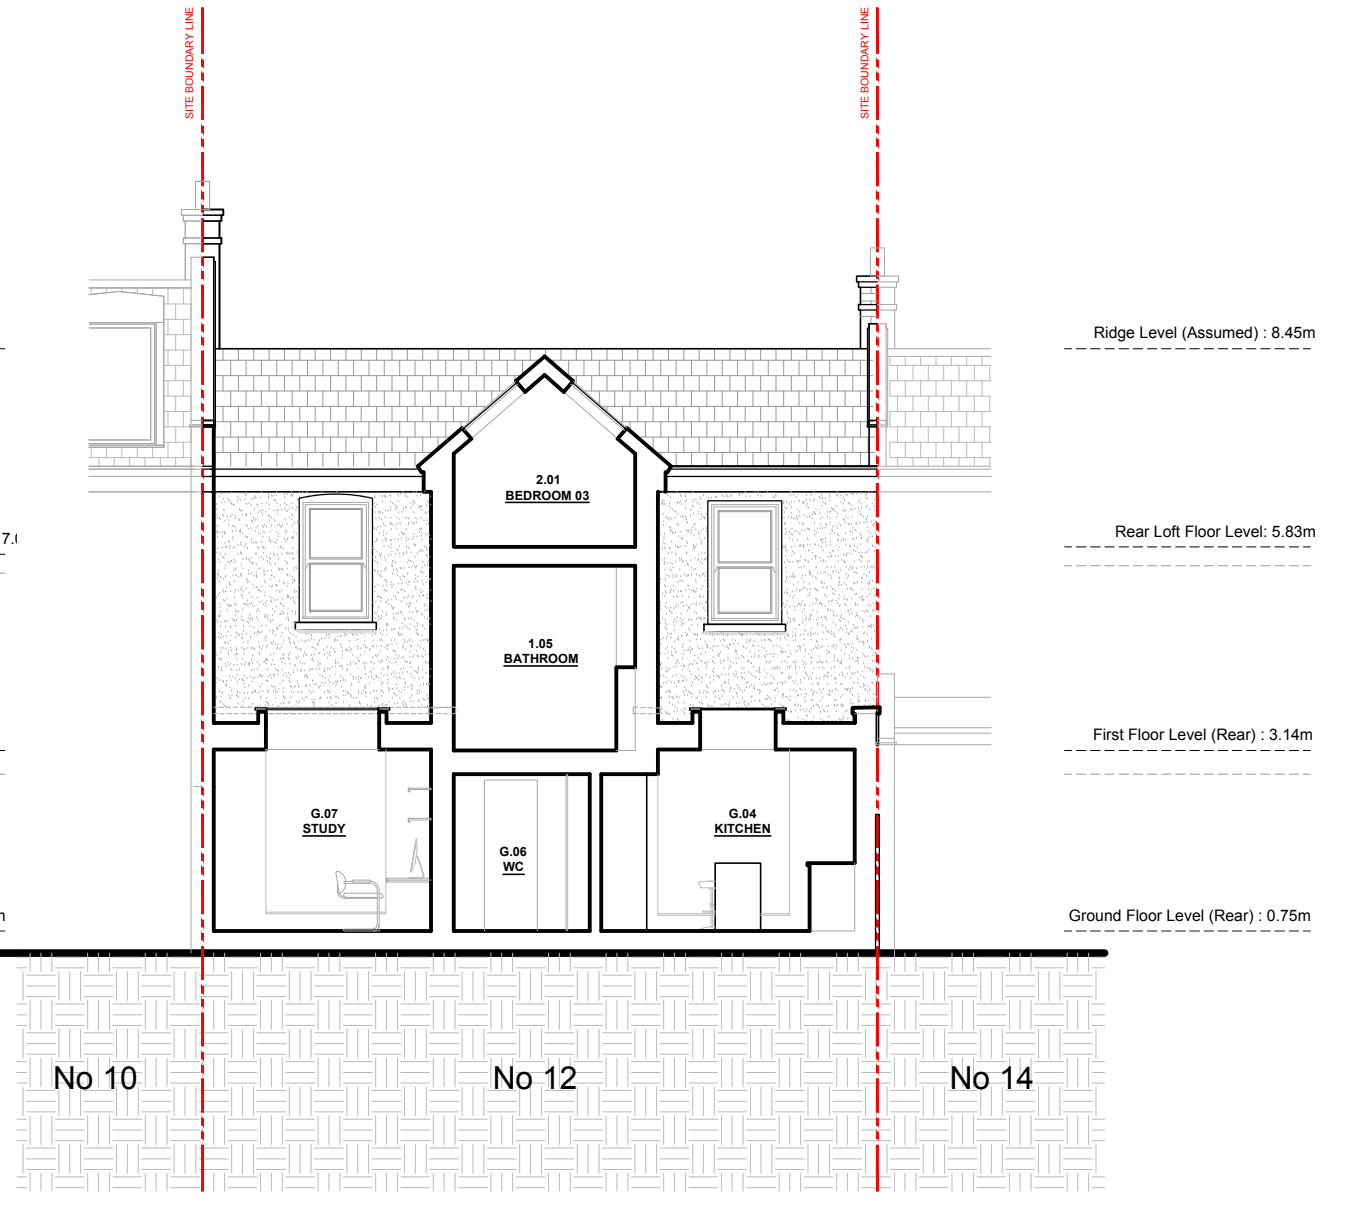 SITE BOUNDARY LINE
SITE BOUNDARY LINE
Ridge Level (Assumed) : 8.45m
2.01
BEDROOM 03
Rear Loft Floor Level: 5.83m
1.05
BATHROOM
First Floor Level (Rear) : 3.14m
G.07
STUDY
G.06
WC
G.04
KITCHEN
Ground Floor Level (Rear) : 0.75m
No 10
No 12
No 14